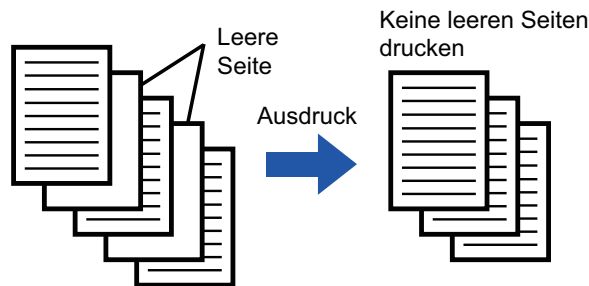 Leere
Seite
Ausdruck
Keine leeren Seiten
drucken